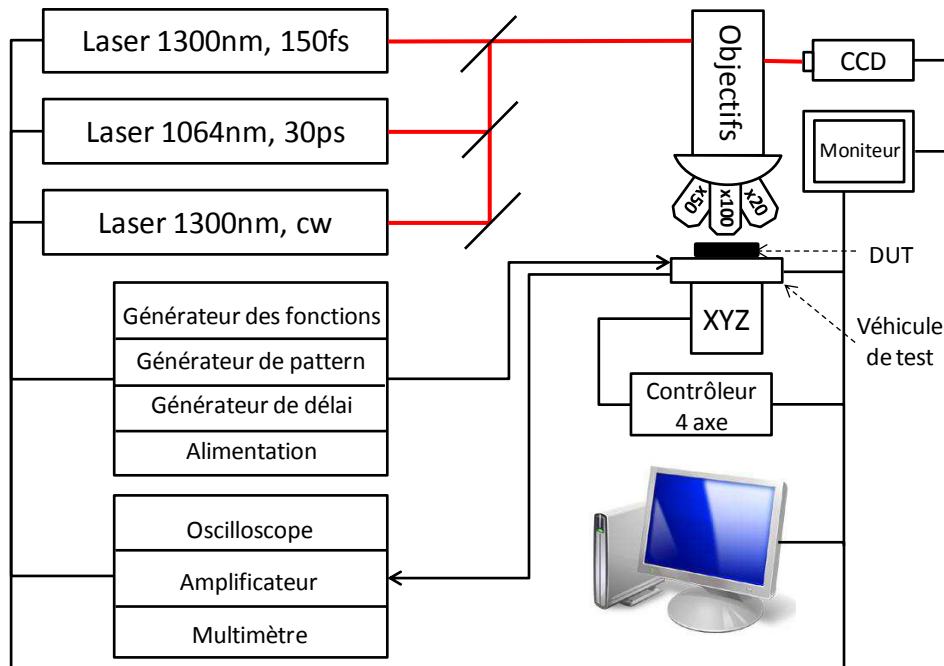 Laser 1300nm, 150fs
Laser 1064nm, 30ps
Laser 1300nm, cw
Objectifs
CCD
Moniteur
x50
x100
x20
DUT
Véhicule
de test
XYZ
Contrôleur
4 axe
Générateur des fonctions
Générateur de pattern
Générateur de délai
Alimentation
Oscilloscope
Amplificateur
Multimètre